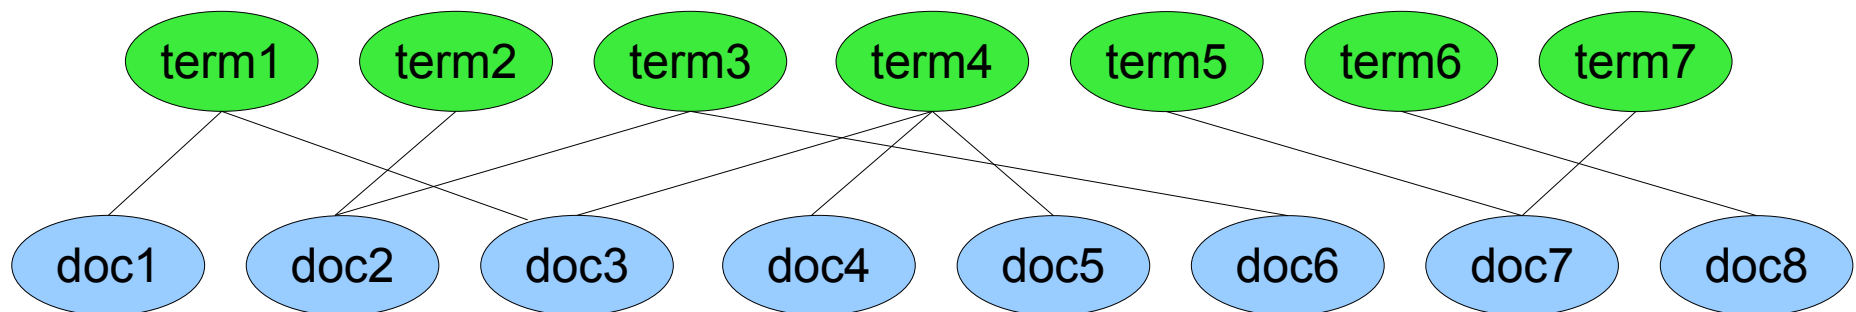 term1 term2 term3 term4 term5 term6 term7
doc1 doc2 doc3 doc4 doc5 doc6 doc7 doc8